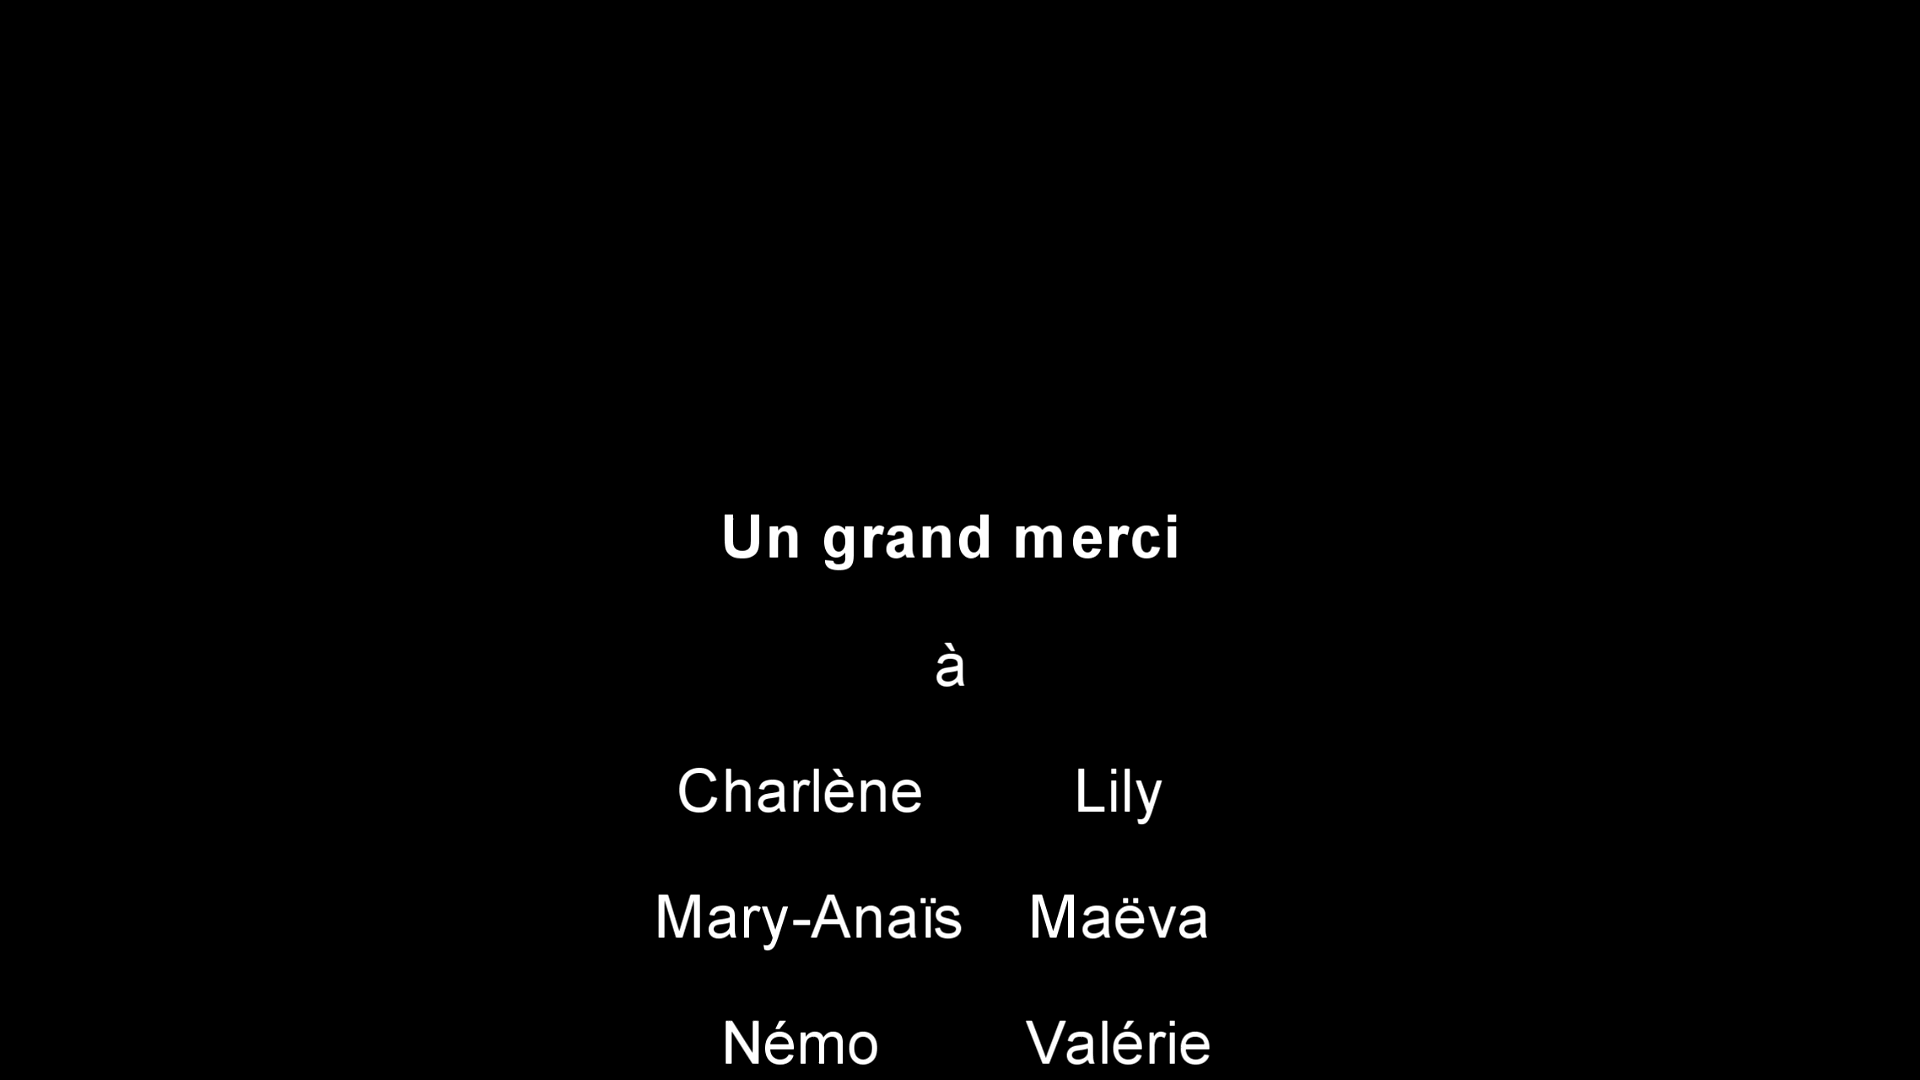 Un grand merci
à
Charlène Lily
Mary-Anaïs Maëva
Némo Valérie